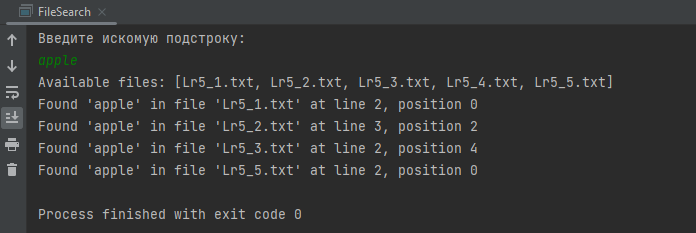 FileSearch
Введите искомую подстроку:
apple
Available files: [Lr5_1.txt, Lr5_2.txt, Lr5_3.txt, Lr5_4.txt, Lr5_5.txt]
Found 'apple' in file 'Lr5_1.txt' at line 2, position 0
Found 'apple' in file 'Lr5_2.txt' at line 3, position 2
Found 'apple' in file 'Lr5_3.txt' at line 2, position 4
Found 'apple' in file 'Lr5_5.txt' at line 2, position 0
Process finished with exit code 0